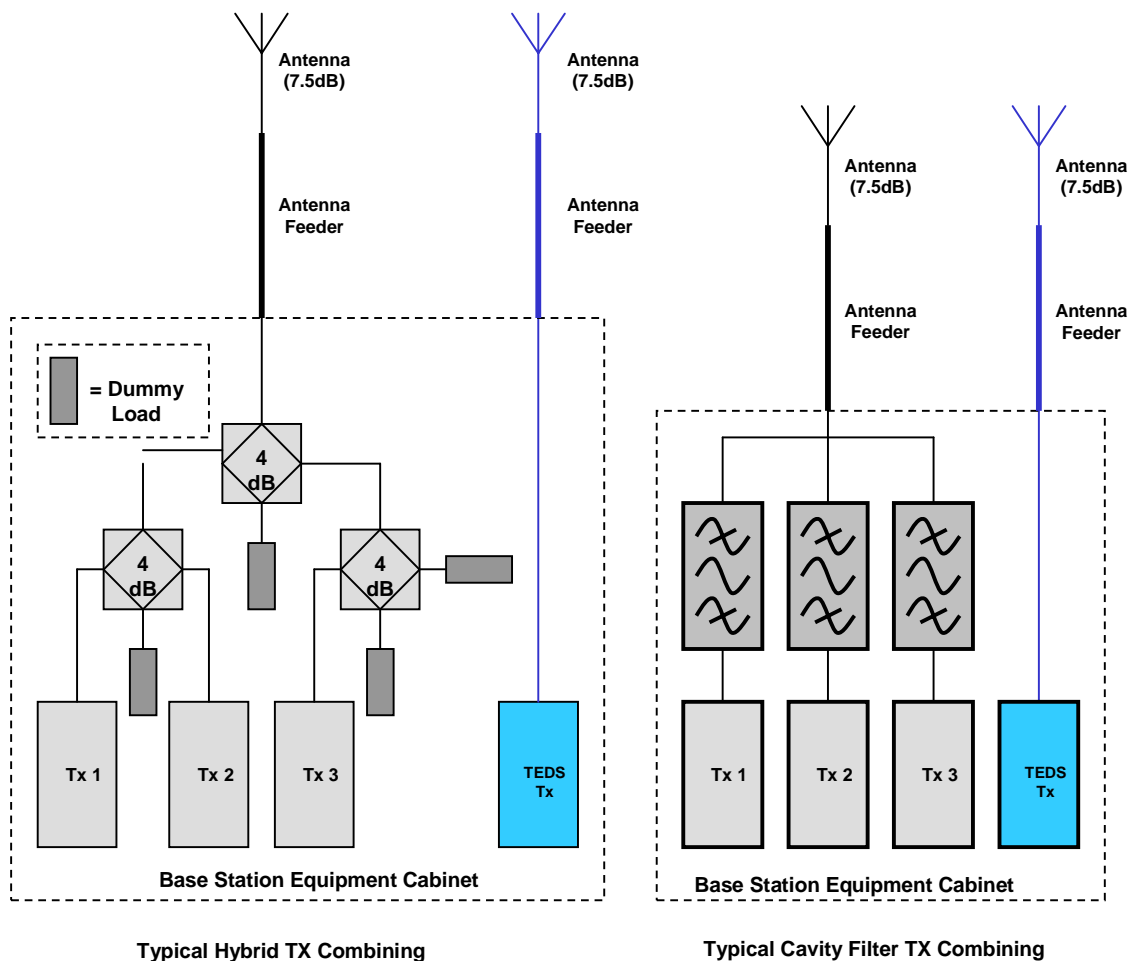 Antenna
(7.5dB)
Antenna
Feeder
Antenna
(7.5dB)
Antenna
Feeder
= Dummy
Load
4
dB
4
dB
4
dB
Tx 1
Tx 2
Tx 3
TEDS
Tx
Base Station Equipment Cabinet
Typical Hybrid TX Combining
Antenna
(7.5dB)
Antenna
Feeder
Antenna
(7.5dB)
Antenna
Feeder
Tx 1
Tx 2
Tx 3
TEDS
Tx
Base Station Equipment Cabinet
Typical Cavity Filter TX Combining